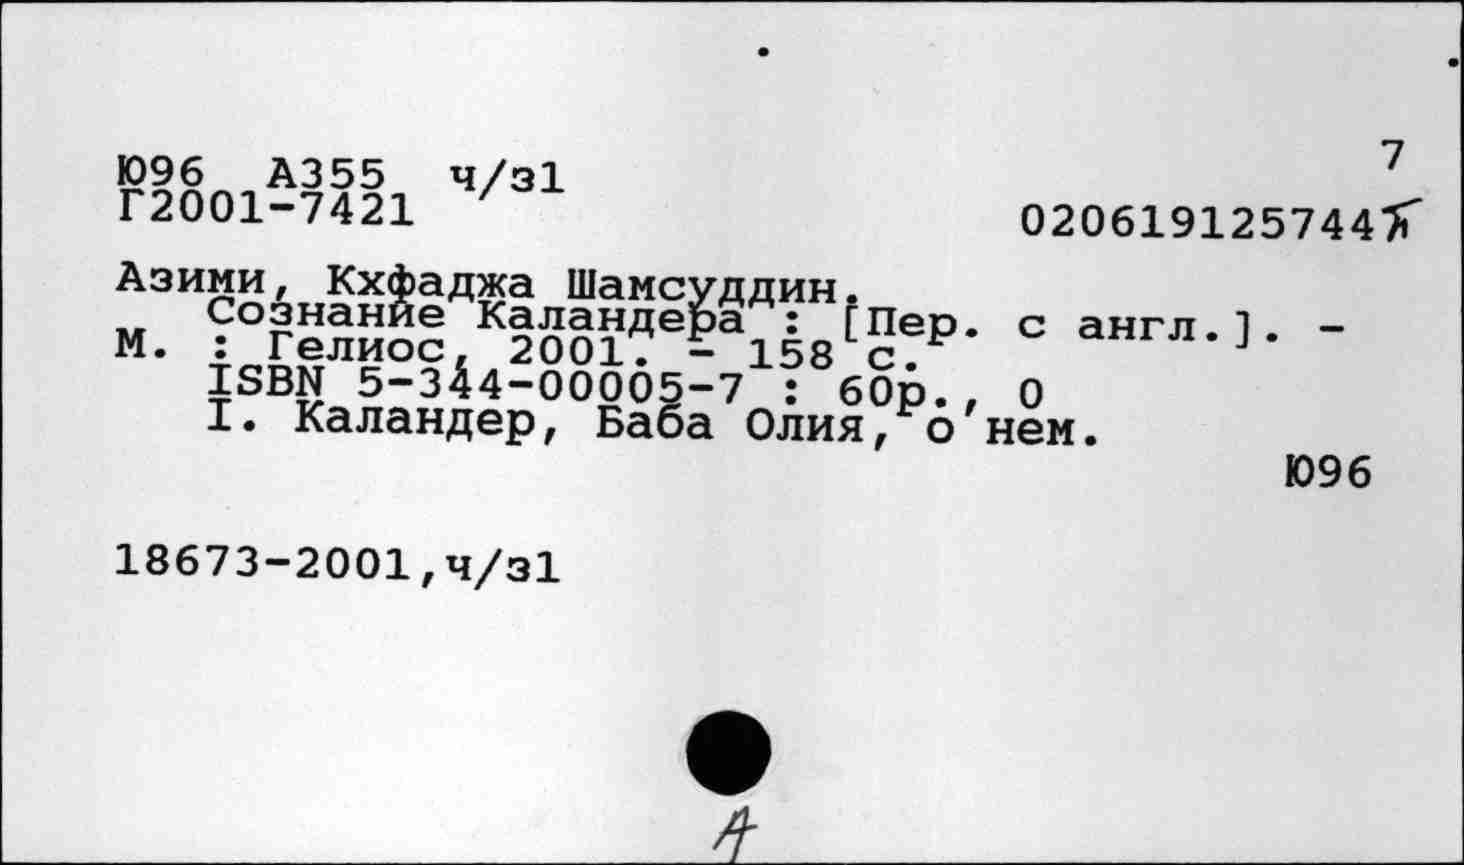 7
Ю96 А355 ч/з1
Г2001-7421
020619125744
Азими, Кхфаджа Шамсуддин.
Сознание Каландера : [Пер. с англ.]. -
М. : Гелиос, 2001. - 158 с.
ISBN 5-344-00005-7 : 60р., 0
I. Каландер, Баба Олия, о нем.
Ю96
18673-2001,ч/з1
А